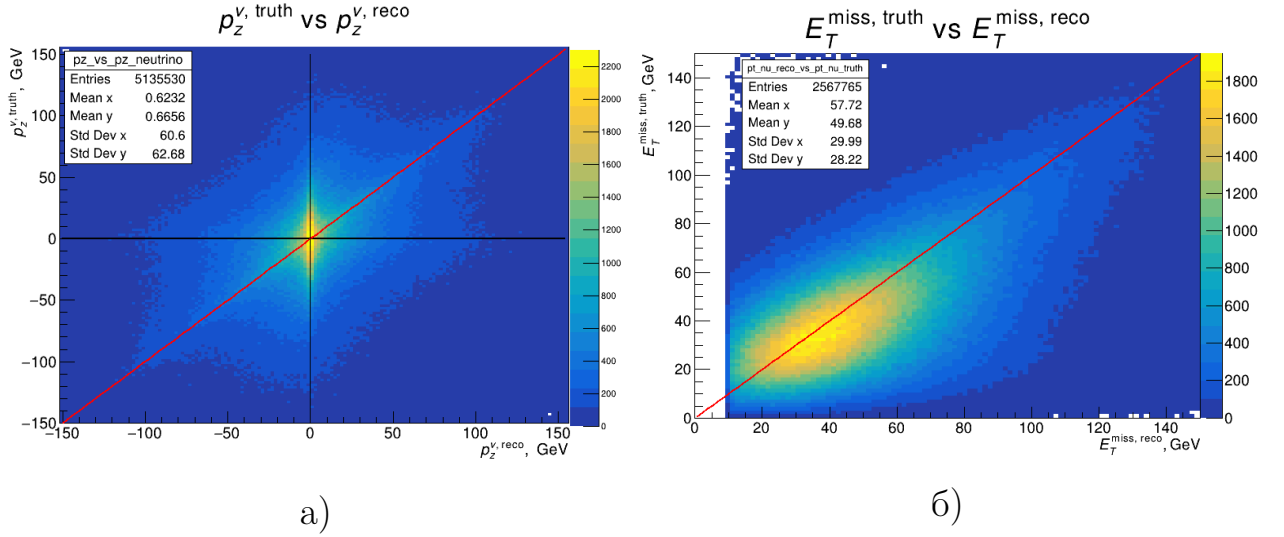 p_z^{ν, truth} vs p_z^{ν, reco}
p_z^{ν, truth}, GeV
150
100
50
0
−50
−100
−150
pz_vs_pz_neutrino
Entries 5135530
Mean x 0.6232
Mean y 0.6656
Std Dev x 60.6
Std Dev y 62.68
−150 −100 −50 0 50 100 150
p_z^{ν, reco}, GeV
2200
2000
1800
1600
1400
1200
1000
800
600
400
200
0
а)
E_T^{miss, truth} vs E_T^{miss, reco}
E_T^{miss, truth}, GeV
140
120
100
80
60
40
20
0
pt_nu_reco_vs_pt_nu_truth
Entries 2567765
Mean x 57.72
Mean y 49.68
Std Dev x 29.99
Std Dev y 28.22
0 20 40 60 80 100 120 140
E_T^{miss, reco}, GeV
1800
1600
1400
1200
1000
800
600
400
200
0
б)